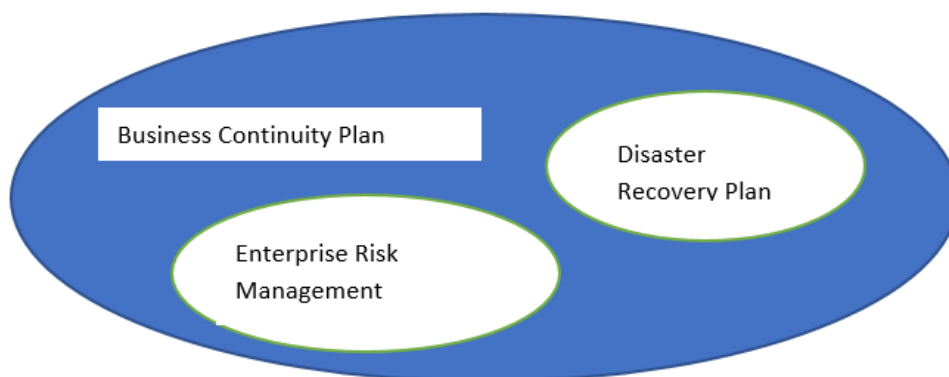 Business Continuity Plan
Disaster
Recovery Plan
Enterprise Risk
Management